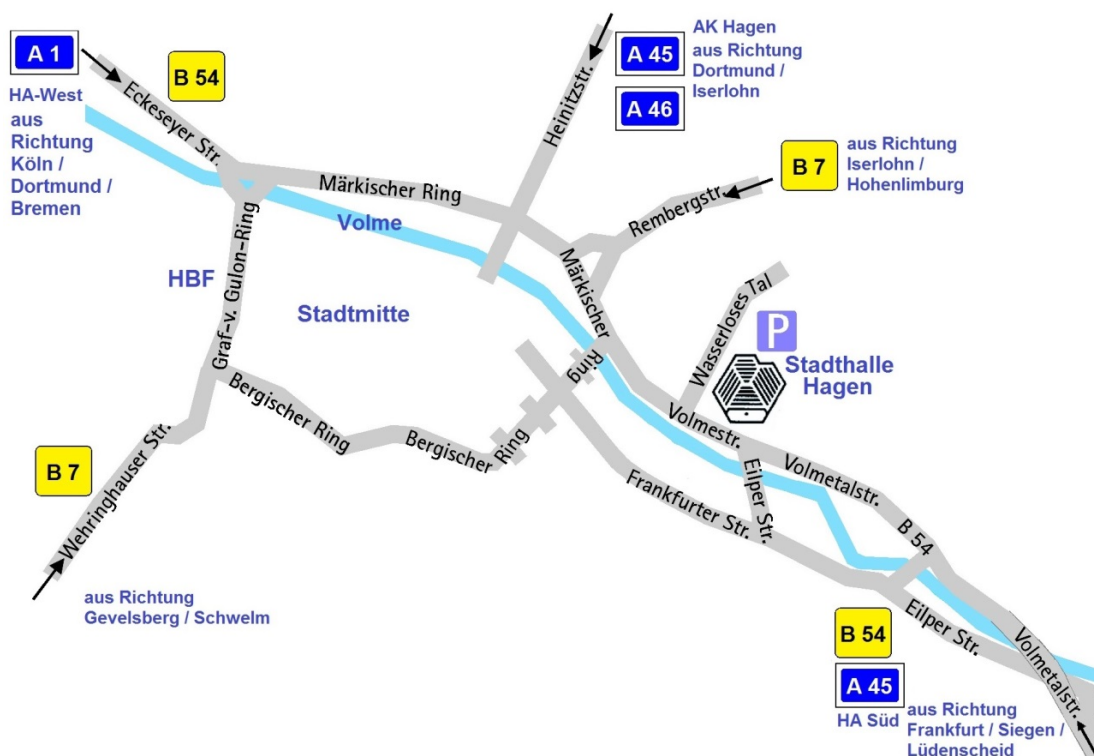 A 1
HA-West
aus
Richtung
Köln /
Dortmund /
Bremen
B 54
Eckeseyer Str.
Heinitzstr.
AK Hagen
aus Richtung
Dortmund /
Iserlohn
A 45
A 46
B 7
aus Richtung
Iserlohn /
Hohenlimburg
Rembergstr.
Märkischer Ring
Volme
HBF
Graf-v. Gulon-Ring
Stadtmitte
Märkischer
Ring
Wasserloses Tal
P
Stadthalle
Hagen
Bergischer Ring
Bergischer Ring
Volmestr.
Volmetalstr.
Eilper Str.
Frankfurter Str.
B 54
B 7
Wehringhauser Str.
aus Richtung
Gevelsberg / Schwelm
Eilper Str.
Volmetalstr.
B 54
A 45
HA Süd
aus Richtung
Frankfurt / Siegen /
Lüdenscheid